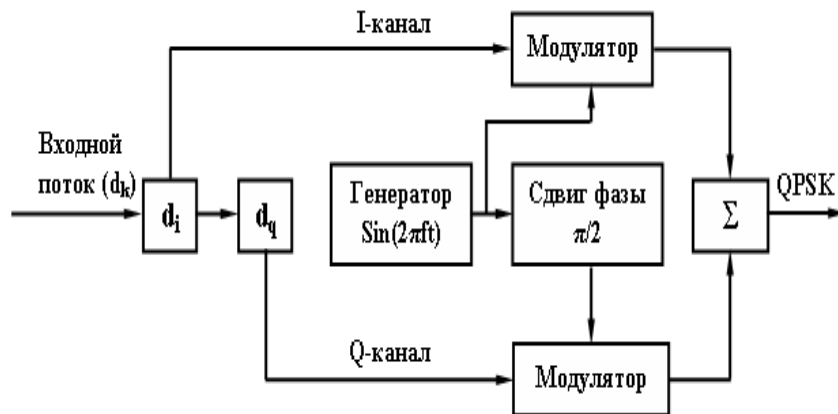 I-канал
Модулятор
Входной
поток (dk)
di
dq
Генератор
Sin(2πft)
Сдвиг фазы
π/2
Σ
QPSK
Q-канал
Модулятор